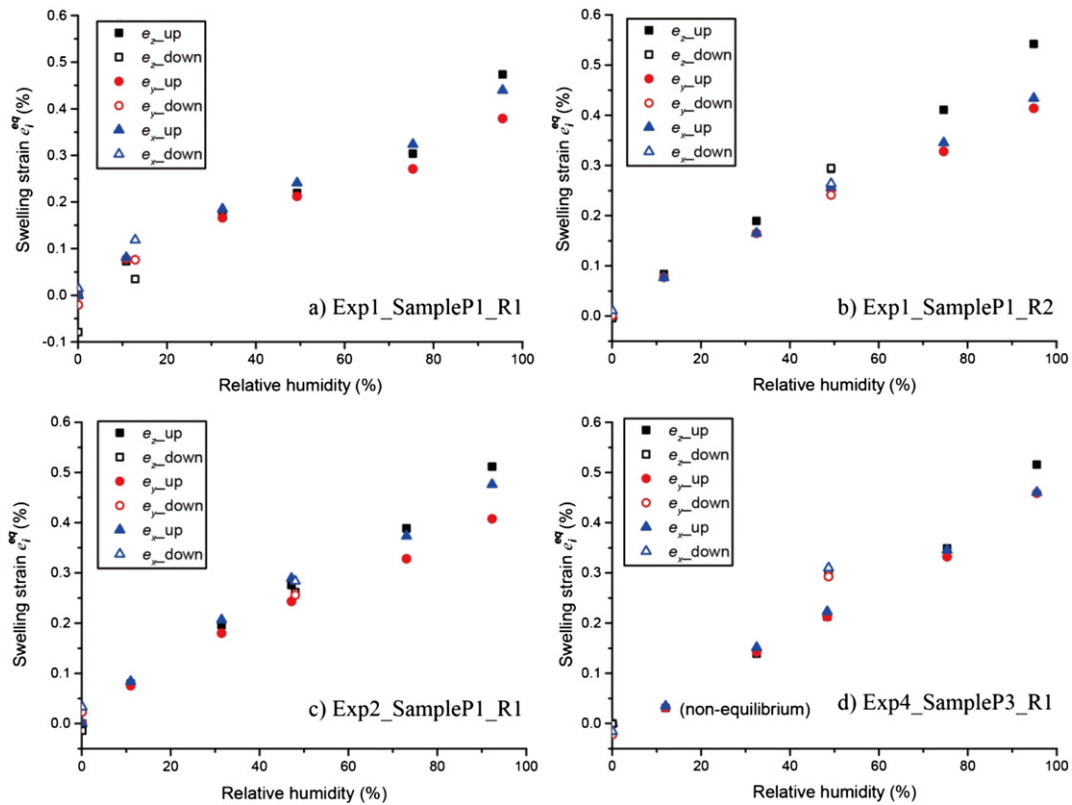 Swelling strain e_i^eq (%)
0.6
0.5
0.4
0.3
0.2
0.1
0.0
-0.1
e_z_up
e_z_down
e_y_up
e_y_down
e_x_up
e_x_down
a) Exp1_SampleP1_R1
0 20 40 60 80 100
Relative humidity (%)
Swelling strain e_i^eq (%)
0.6
0.5
0.4
0.3
0.2
0.1
0.0
e_z_up
e_z_down
e_y_up
e_y_down
e_x_up
e_x_down
b) Exp1_SampleP1_R2
0 20 40 60 80 100
Relative humidity (%)
Swelling strain e_i^eq (%)
0.6
0.5
0.4
0.3
0.2
0.1
0.0
e_z_up
e_z_down
e_y_up
e_y_down
e_x_up
e_x_down
c) Exp2_SampleP1_R1
0 20 40 60 80 100
Relative humidity (%)
Swelling strain e_i^eq (%)
0.6
0.5
0.4
0.3
0.2
0.1
0.0
e_z_up
e_z_down
e_y_up
e_y_down
e_x_up
e_x_down
(non-equilibrium)
d) Exp4_SampleP3_R1
0 20 40 60 80 100
Relative humidity (%)